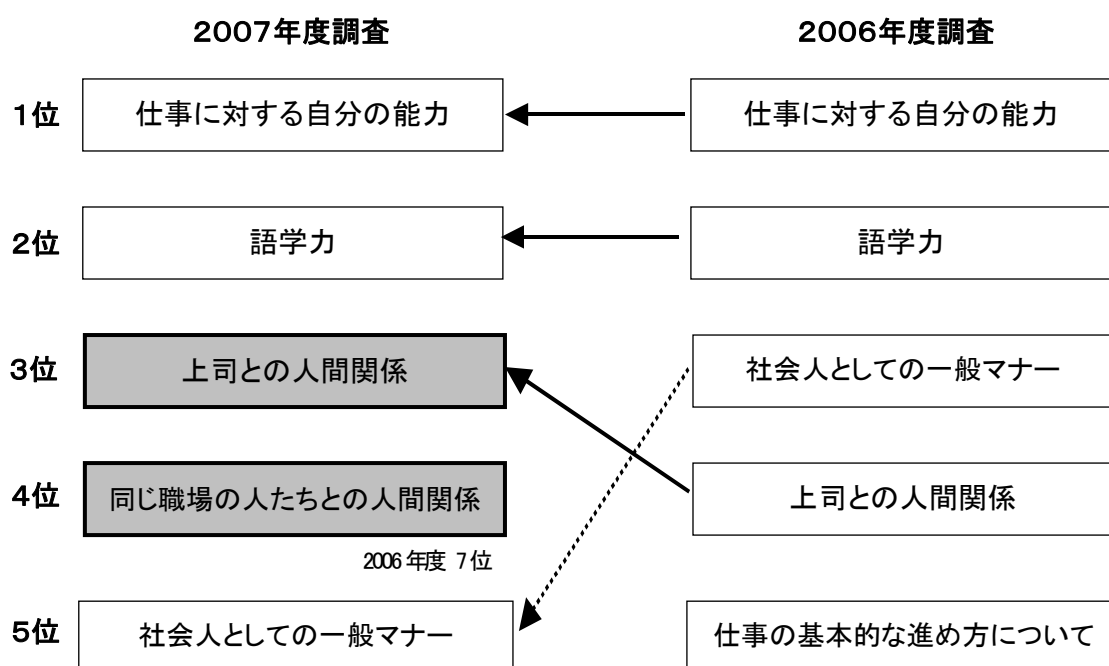 2007年度調査 2006年度調査
1位 仕事に対する自分の能力 仕事に対する自分の能力
2位 語学力 語学力
3位 上司との人間関係 社会人としての一般マナー
4位 同じ職場の人たちとの人間関係 上司との人間関係
2006年度 7位
5位 社会人としての一般マナー 仕事の基本的な進め方について